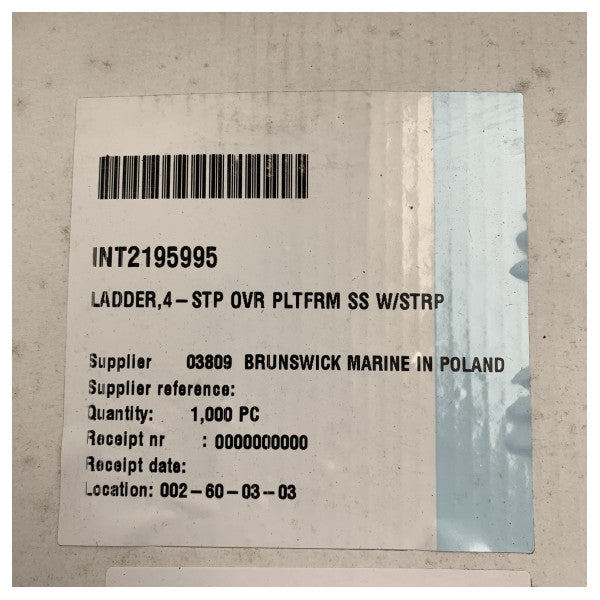 INT2195995
LADDER,4-STP OVR PLTFRM SS W/STRP
Supplier 03809 BRUNSWICK MARINE IN POLAND
Supplier reference:
Quantity: 1,000 PC
Receipt nr : 0000000000
Receipt date:
Location: 002-60-03-03